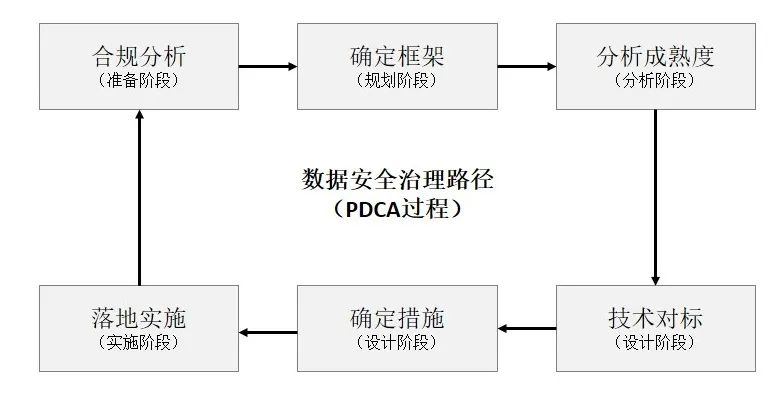 合规分析
（准备阶段）
确定框架
（规划阶段）
分析成熟度
（分析阶段）
数据安全治理路径
（PDCA过程）
落地实施
（实施阶段）
确定措施
（设计阶段）
技术对标
（设计阶段）